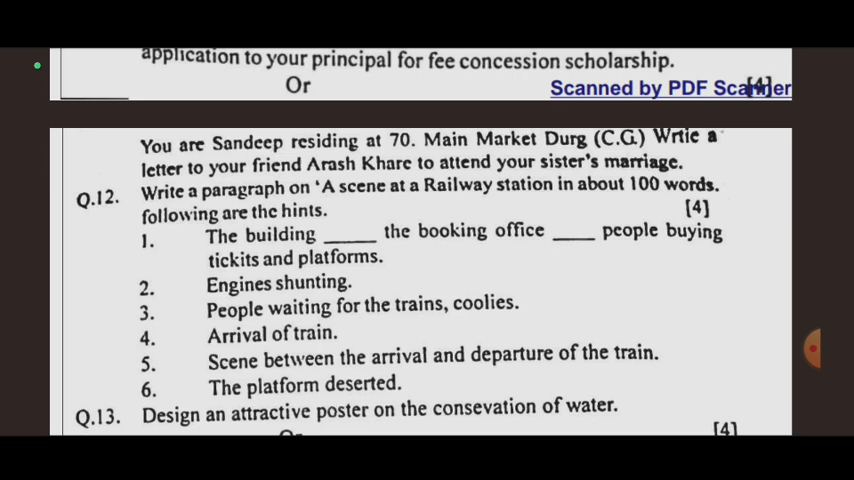 application to your principal for fee concession scholarship.
Or
Scanned by PDF Scanner
[4]
You are Sandeep residing at 70. Main Market Durg (C.G.) Wrtie a
letter to your friend Arash Khare to attend your sister's marriage.
Q.12. Write a paragraph on 'A scene at a Railway station in about 100 words.
following are the hints. [4]
1. The building _____ the booking office ____ people buying
tickits and platforms.
2. Engines shunting.
3. People waiting for the trains, coolies.
4. Arrival of train.
5. Scene between the arrival and departure of the train.
6. The platform deserted.
Q.13. Design an attractive poster on the consevation of water.
[4]